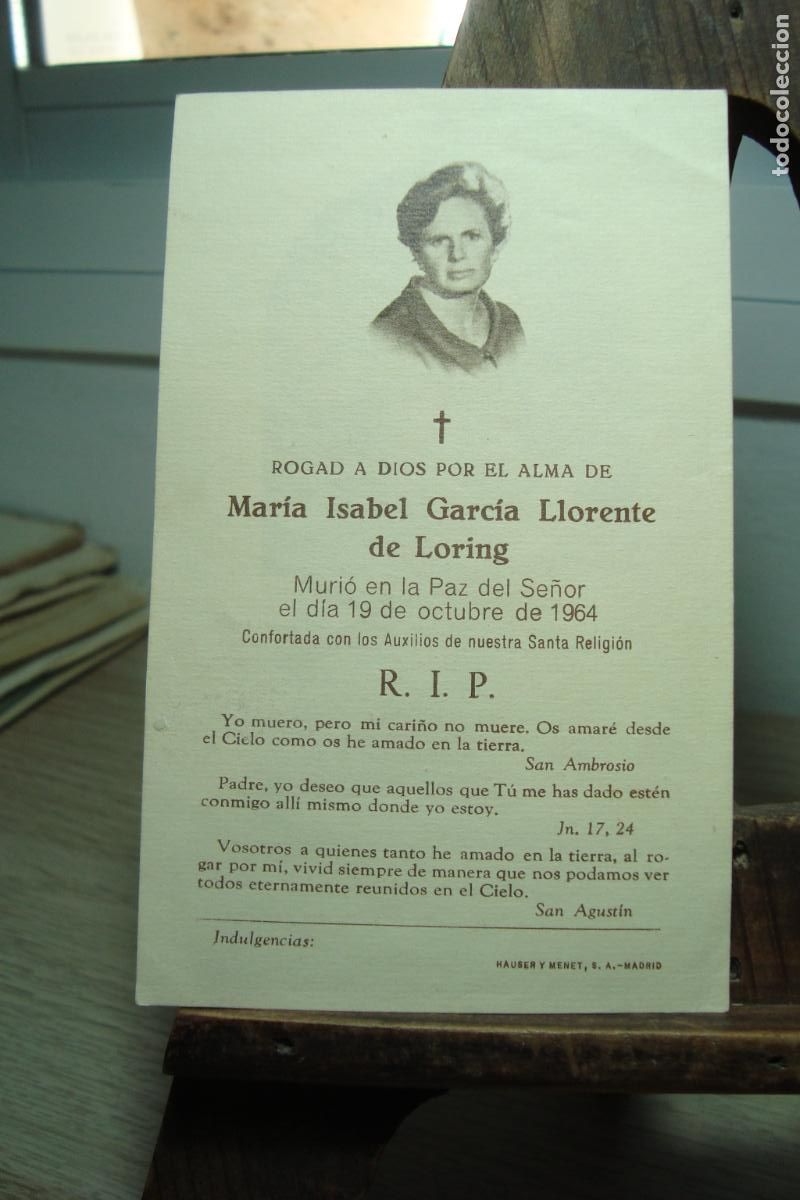 todocoleccion
†
ROGAD A DIOS POR EL ALMA DE
María Isabel García Llorente
de Loring
Murió en la Paz del Señor
el día 19 de octubre de 1964
Confortada con los Auxilios de nuestra Santa Religión
R. I. P.
Yo muero, pero mi cariño no muere. Os amaré desde
el Cielo como os he amado en la tierra.
San Ambrosio
Padre, yo deseo que aquellos que Tú me has dado estén
conmigo allí mismo donde yo estoy.
Jn. 17, 24
Vosotros a quienes tanto he amado en la tierra, al ro-
gar por mí, vivid siempre de manera que nos podamos ver
todos eternamente reunidos en el Cielo.
San Agustín
Indulgencias:
HAUSER Y MENET, S. A.-MADRID